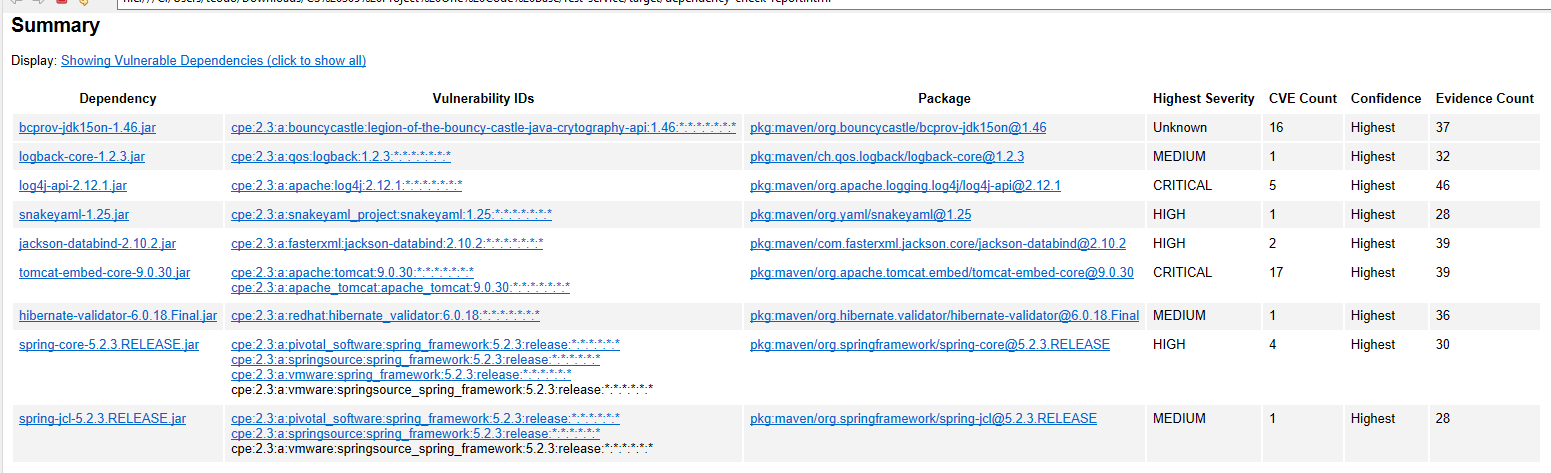 Summary
Display: Showing Vulnerable Dependencies (click to show all)
Dependency Vulnerability IDs Package Highest Severity CVE Count Confidence Evidence Count
bcprov-jdk15on-1.46.jar cpe:2.3:a:bouncycastle:legion-of-the-bouncy-castle-java-crytography-api:1.46:*:*:*:*:*:*:* pkg:maven/org.bouncycastle/bcprov-jdk15on@1.46 Unknown 16 Highest 37
logback-core-1.2.3.jar cpe:2.3:a:qos:logback:1.2.3:*:*:*:*:*:*:* pkg:maven/ch.qos.logback/logback-core@1.2.3 MEDIUM 1 Highest 32
log4j-api-2.12.1.jar cpe:2.3:a:apache:log4j:2.12.1:*:*:*:*:*:*:* pkg:maven/org.apache.logging.log4j/log4j-api@2.12.1 CRITICAL 5 Highest 46
snakeyaml-1.25.jar cpe:2.3:a:snakeyaml_project:snakeyaml:1.25:*:*:*:*:*:*:* pkg:maven/org.yaml/snakeyaml@1.25 HIGH 1 Highest 28
jackson-databind-2.10.2.jar cpe:2.3:a:fasterxml:jackson-databind:2.10.2:*:*:*:*:*:*:* pkg:maven/com.fasterxml.jackson.core/jackson-databind@2.10.2 HIGH 2 Highest 39
tomcat-embed-core-9.0.30.jar cpe:2.3:a:apache:tomcat:9.0.30:*:*:*:*:*:*:* pkg:maven/org.apache.tomcat.embed/tomcat-embed-core@9.0.30 CRITICAL 17 Highest 39
cpe:2.3:a:apache_tomcat:apache_tomcat:9.0.30:*:*:*:*:*:*:*
hibernate-validator-6.0.18.Final.jar cpe:2.3:a:redhat:hibernate_validator:6.0.18:*:*:*:*:*:*:* pkg:maven/org.hibernate.validator/hibernate-validator@6.0.18.Final MEDIUM 1 Highest 36
spring-core-5.2.3.RELEASE.jar cpe:2.3:a:pivotal_software:spring_framework:5.2.3:release:*:*:*:*:*:* pkg:maven/org.springframework/spring-core@5.2.3.RELEASE HIGH 4 Highest 30
cpe:2.3:a:springsource:spring_framework:5.2.3:release:*:*:*:*:*:*
cpe:2.3:a:vmware:spring_framework:5.2.3:release:*:*:*:*:*:*
cpe:2.3:a:vmware:springsource_spring_framework:5.2.3:release:*:*:*:*:*:*
spring-jcl-5.2.3.RELEASE.jar cpe:2.3:a:pivotal_software:spring_framework:5.2.3:release:*:*:*:*:*:* pkg:maven/org.springframework/spring-jcl@5.2.3.RELEASE MEDIUM 1 Highest 28
cpe:2.3:a:springsource:spring_framework:5.2.3:release:*:*:*:*:*:*
cpe:2.3:a:vmware:springsource_spring_framework:5.2.3:release:*:*:*:*:*:*